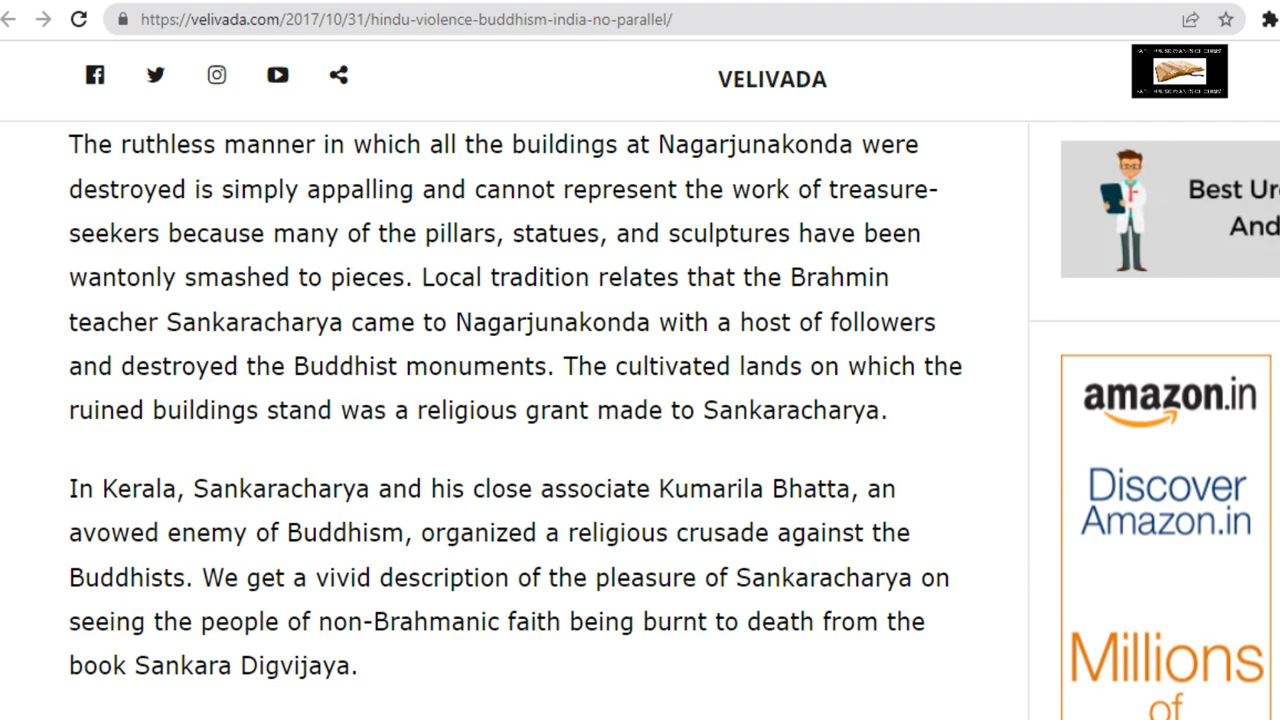 https://velivada.com/2017/10/31/hindu-violence-buddhism-india-no-parallel/
VELIVADA
The ruthless manner in which all the buildings at Nagarjunakonda were
destroyed is simply appalling and cannot represent the work of treasure-
seekers because many of the pillars, statues, and sculptures have been
wantonly smashed to pieces. Local tradition relates that the Brahmin
teacher Sankaracharya came to Nagarjunakonda with a host of followers
and destroyed the Buddhist monuments. The cultivated lands on which the
ruined buildings stand was a religious grant made to Sankaracharya.
In Kerala, Sankaracharya and his close associate Kumarila Bhatta, an
avowed enemy of Buddhism, organized a religious crusade against the
Buddhists. We get a vivid description of the pleasure of Sankaracharya on
seeing the people of non-Brahmanic faith being burnt to death from the
book Sankara Digvijaya.
Best Ur
And
amazon.in
Discover
Amazon.in
Millions
of